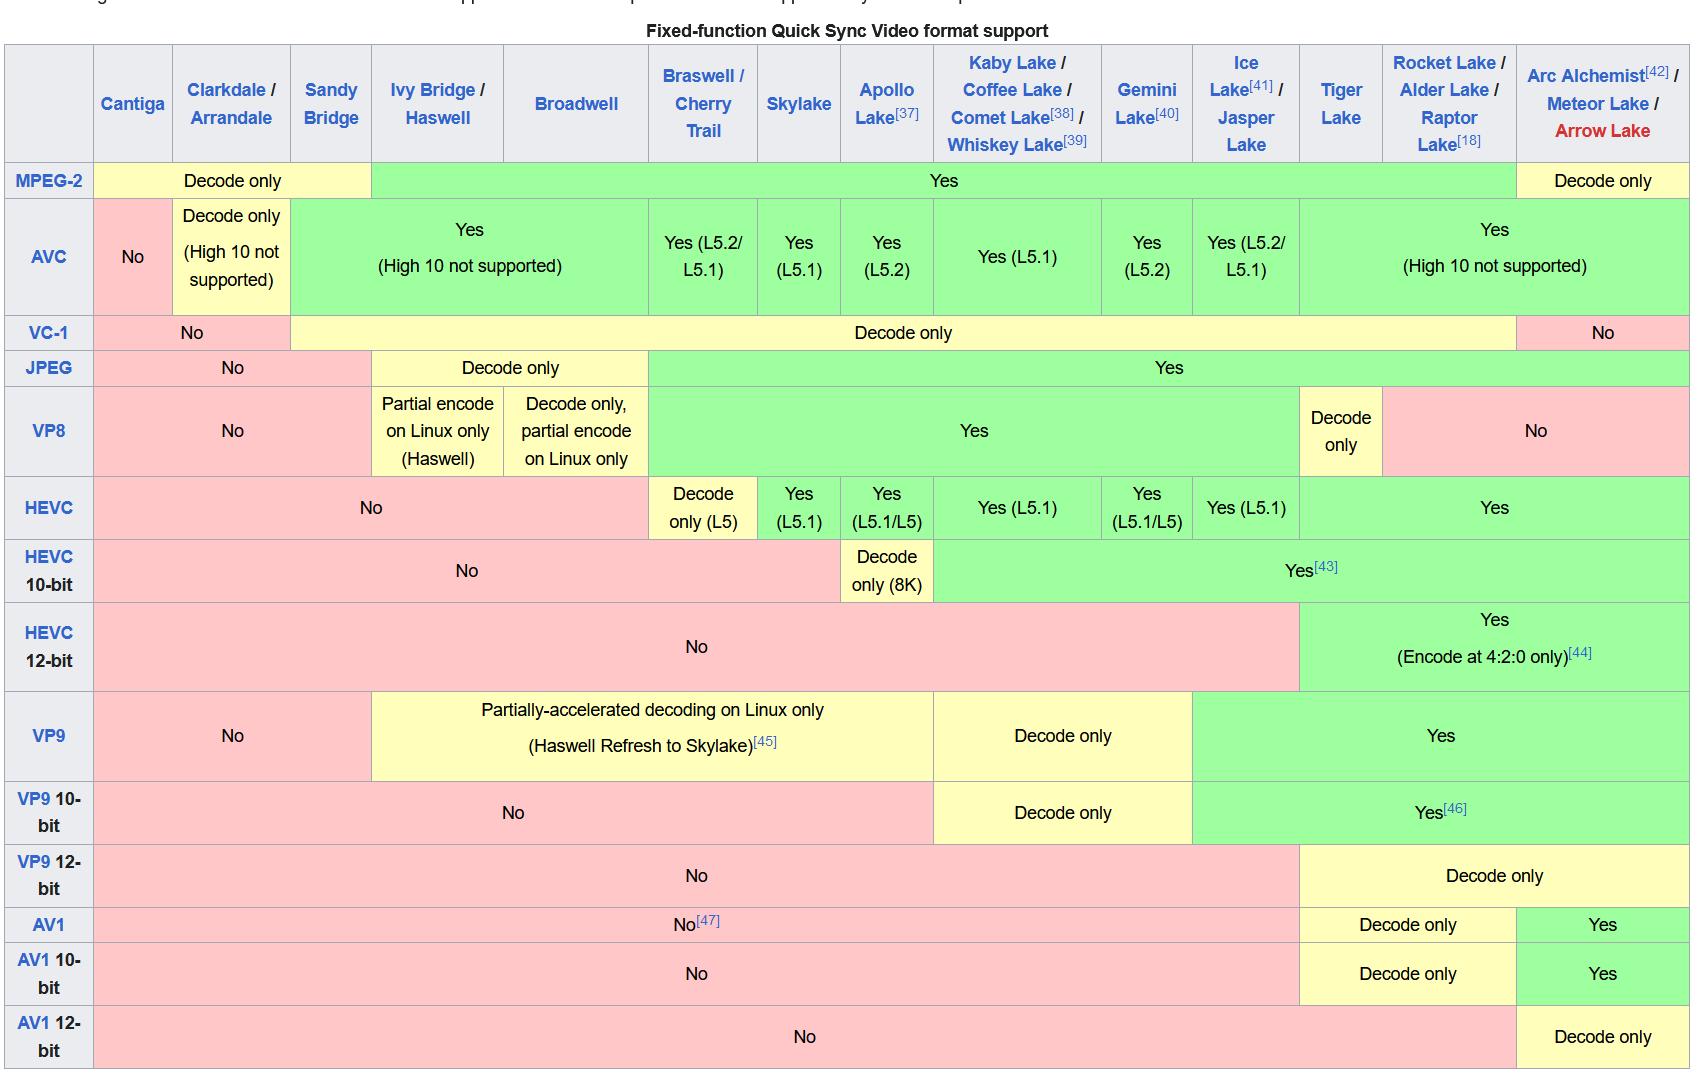 Fixed-function Quick Sync Video format support
Cantiga
Clarkdale /
Arrandale
Sandy
Bridge
Ivy Bridge /
Haswell
Broadwell
Braswell /
Cherry
Trail
Skylake
Apollo
Lake[37]
Kaby Lake /
Coffee Lake /
Comet Lake[38] /
Whiskey Lake[39]
Gemini
Lake[40]
Ice
Lake[41] /
Jasper
Lake
Tiger
Lake
Rocket Lake /
Alder Lake /
Raptor
Lake[18]
Arc Alchemist[42] /
Meteor Lake /
Arrow Lake
MPEG-2
Decode only
Yes
Decode only
AVC
No
Decode only
(High 10 not
supported)
Yes
(High 10 not supported)
Yes (L5.2/
L5.1)
Yes
(L5.1)
Yes
(L5.2)
Yes (L5.1)
Yes
(L5.2)
Yes (L5.2/
L5.1)
Yes
(High 10 not supported)
VC-1
No
Decode only
No
JPEG
No
Decode only
Yes
VP8
No
Partial encode
on Linux only
(Haswell)
Decode only,
partial encode
on Linux only
Yes
Decode
only
No
HEVC
No
Decode
only (L5)
Yes
(L5.1)
Yes
(L5.1/L5)
Yes (L5.1)
Yes
(L5.1/L5)
Yes (L5.1)
Yes
HEVC
10-bit
No
Decode
only (8K)
Yes[43]
HEVC
12-bit
No
Yes
(Encode at 4:2:0 only)[44]
VP9
No
Partially-accelerated decoding on Linux only
(Haswell Refresh to Skylake)[45]
Decode only
Yes
VP9 10-
bit
No
Decode only
Yes[46]
VP9 12-
bit
No
Decode only
AV1
No[47]
Decode only
Yes
AV1 10-
bit
No
Decode only
Yes
AV1 12-
bit
No
Decode only